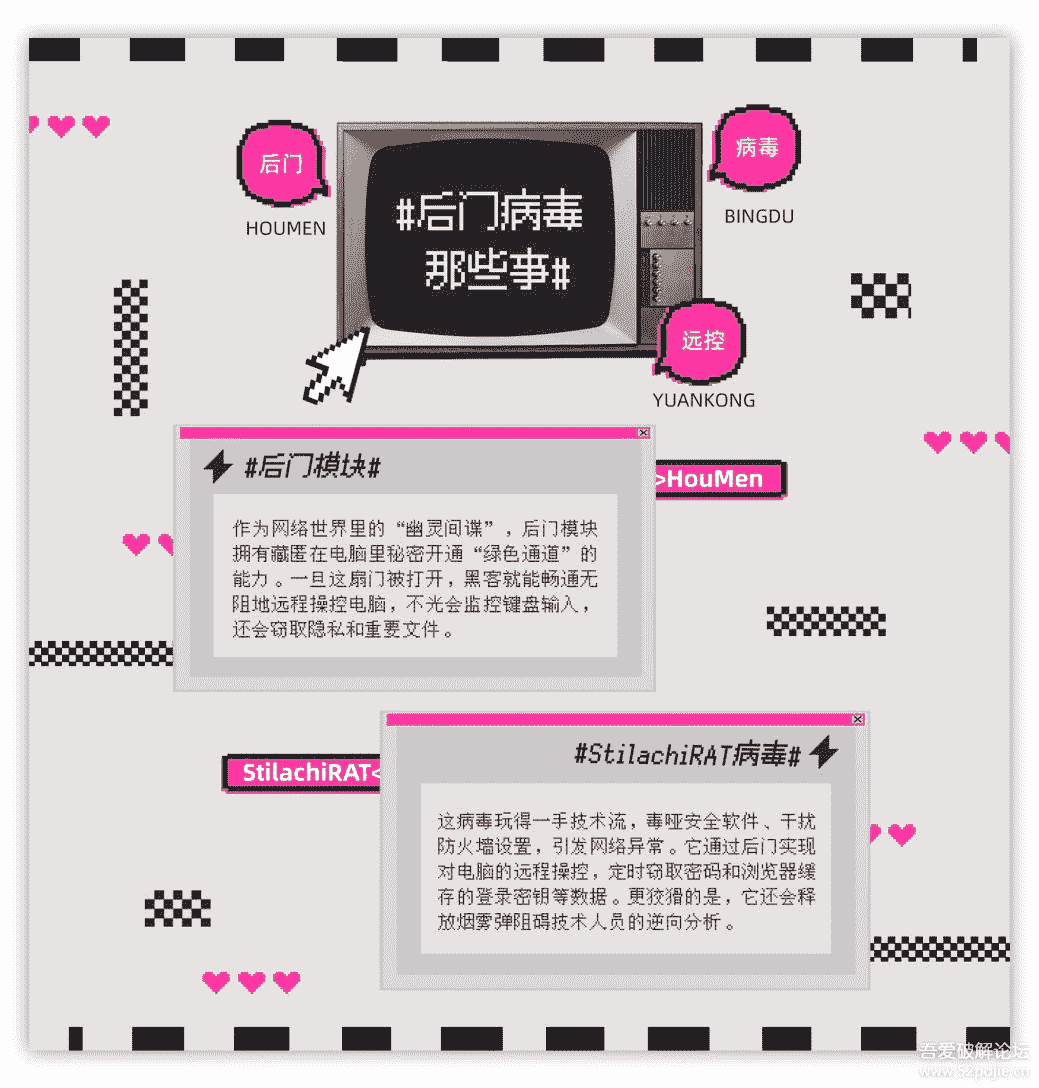 后门
HOUMEN
#后门病毒
那些事#
病毒
BINGDU
远控
YUANKONG
#后门模块#
>HouMen
作为网络世界里的“幽灵间谍”，后门模块
拥有藏匿在电脑里秘密开通“绿色通道”的
能力。一旦这扇门被打开，黑客就能畅通无
阻地远程操控电脑，不光会监控键盘输入，
还会窃取隐私和重要文件。
#StilachiRAT病毒#
StilachiRAT<
这病毒玩得一手技术流，毒哑安全软件、干扰
防火墙设置，引发网络异常。它通过后门实现
对电脑的远程操控，定时窃取密码和浏览器缓
存的登录密钥等数据。更狡猾的是，它还会释
放烟雾弹阻碍技术人员的逆向分析。
吾爱破解论坛
www.52pojie.cn